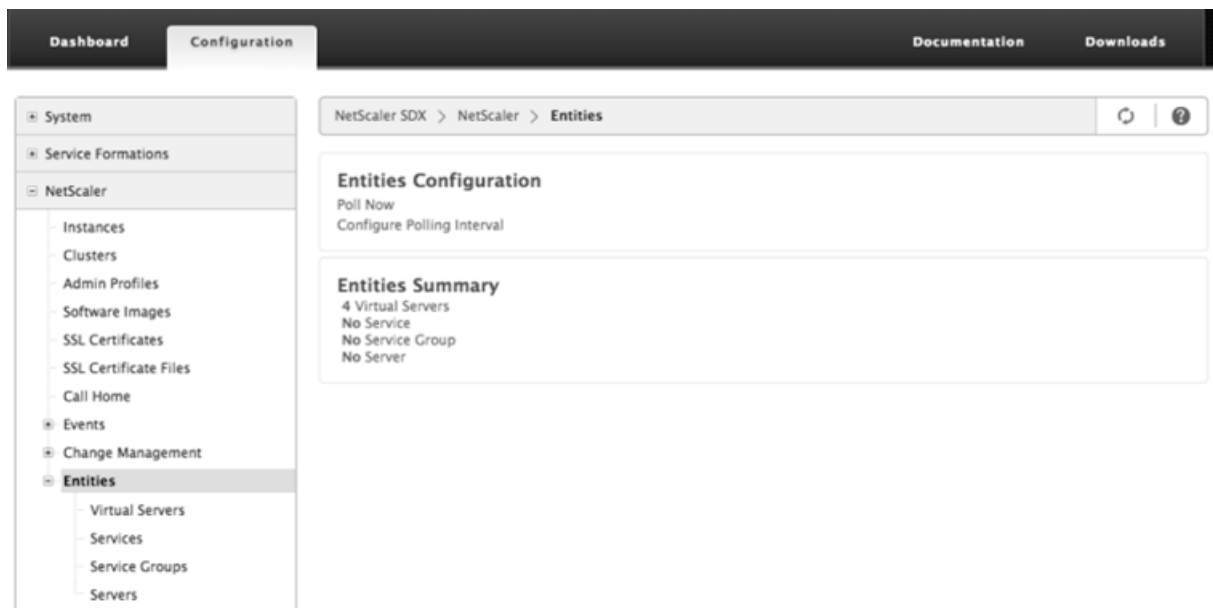 Dashboard
Configuration
Documentation
Downloads
System
Service Formations
NetScaler
Instances
Clusters
Admin Profiles
Software Images
SSL Certificates
SSL Certificate Files
Call Home
Events
Change Management
Entities
Virtual Servers
Services
Service Groups
Servers
NetScaler SDX > NetScaler > Entities
Entities Configuration
Poll Now
Configure Polling Interval
Entities Summary
4 Virtual Servers
No Service
No Service Group
No Server